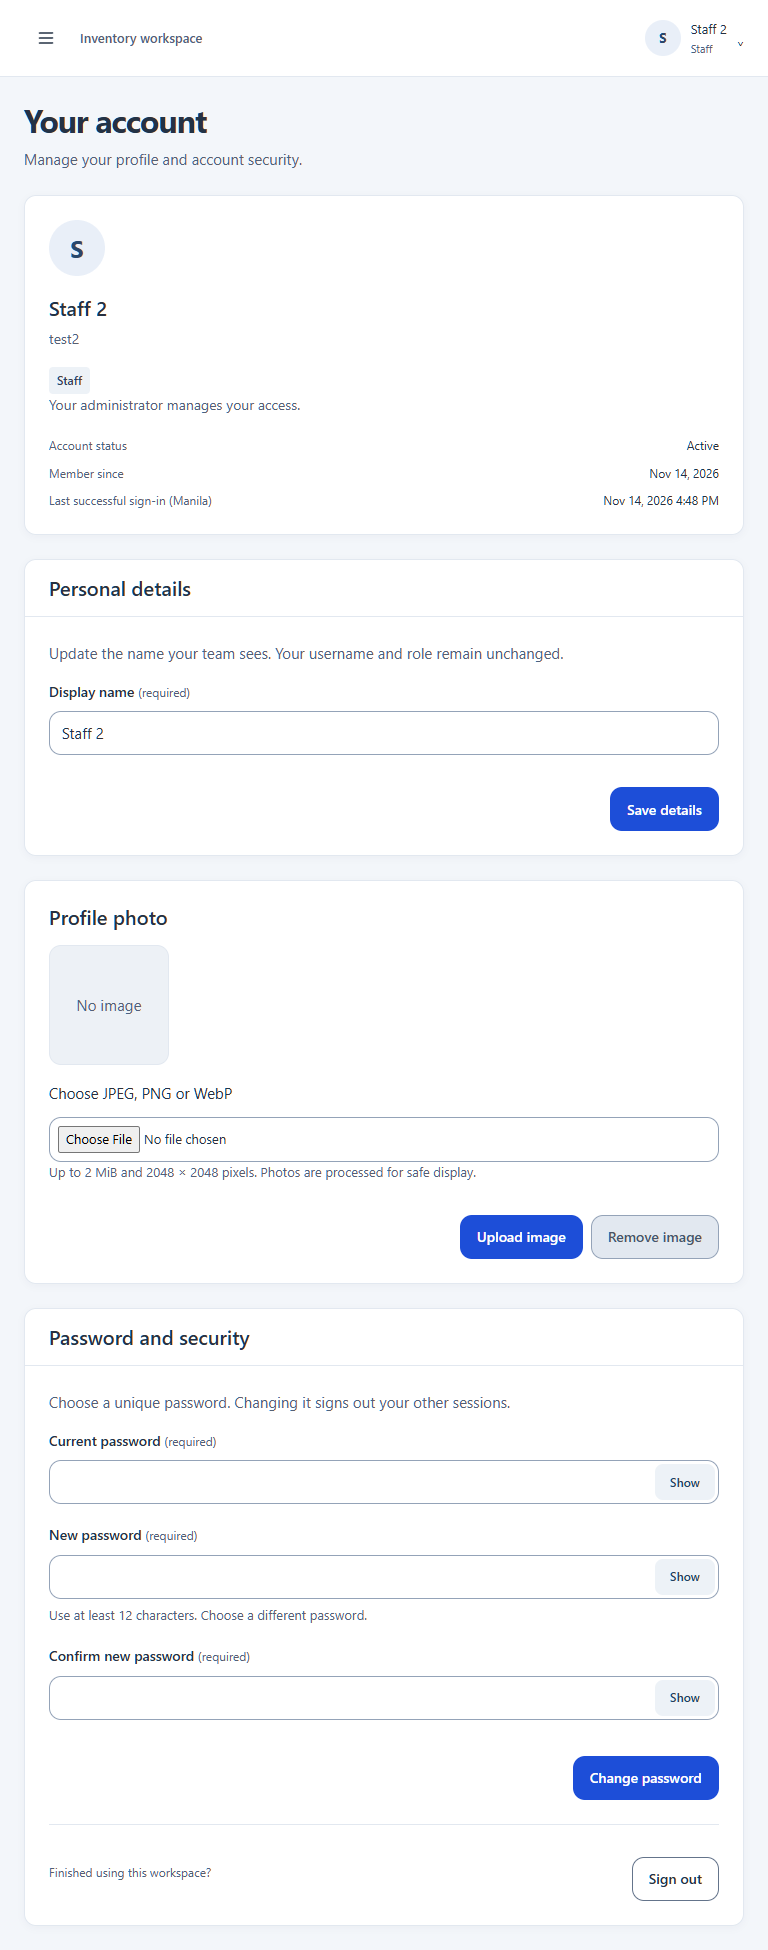 Inventory workspace
S
Staff 2
Staff
Your account
Manage your profile and account security.
S
Staff 2
test2
Staff
Your administrator manages your access.
Account status Active
Member since Nov 14, 2026
Last successful sign-in (Manila) Nov 14, 2026 4:48 PM
Personal details
Update the name your team sees. Your username and role remain unchanged.
Display name (required)
Staff 2
Save details
Profile photo
No image
Choose JPEG, PNG or WebP
Choose File No file chosen
Up to 2 MiB and 2048 × 2048 pixels. Photos are processed for safe display.
Upload image Remove image
Password and security
Choose a unique password. Changing it signs out your other sessions.
Current password (required)
Show
New password (required)
Show
Use at least 12 characters. Choose a different password.
Confirm new password (required)
Show
Change password
Finished using this workspace? Sign out